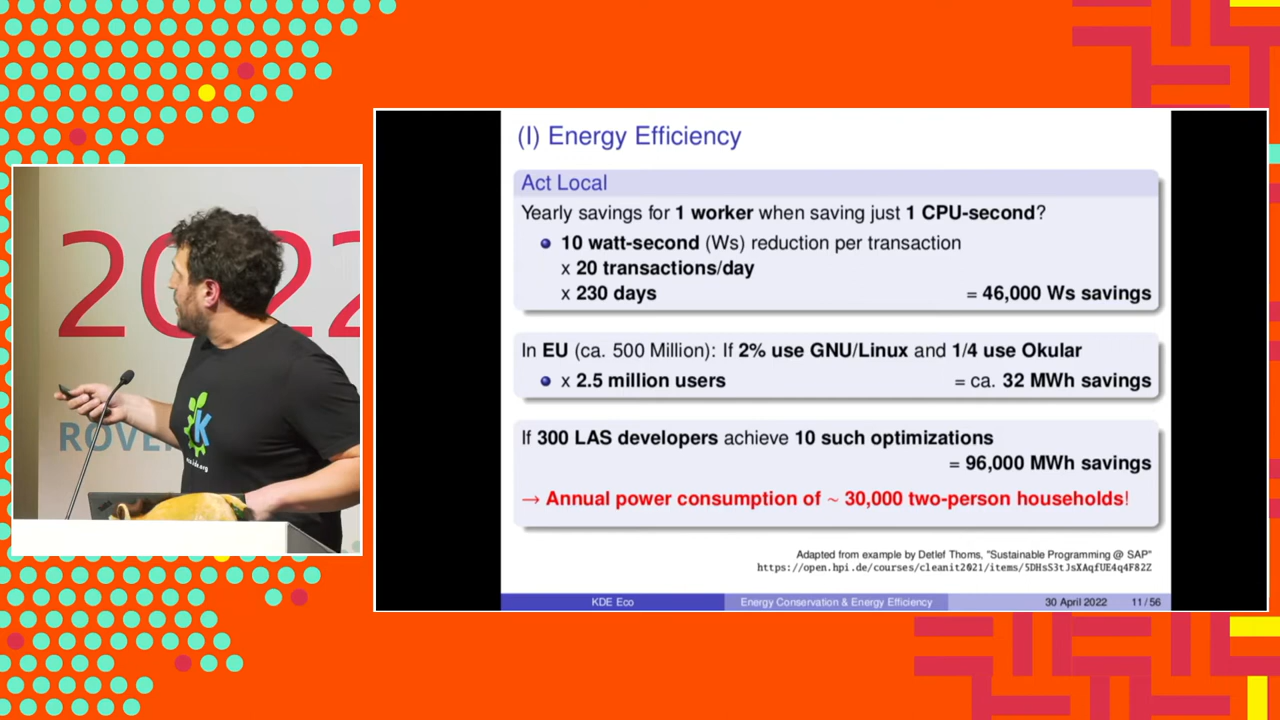 (I) Energy Efficiency
Act Local
Yearly savings for 1 worker when saving just 1 CPU-second?
10 watt-second (Ws) reduction per transaction
x 20 transactions/day
x 230 days = 46,000 Ws savings
In EU (ca. 500 Million): If 2% use GNU/Linux and 1/4 use Okular
x 2.5 million users = ca. 32 MWh savings
If 300 LAS developers achieve 10 such optimizations
= 96,000 MWh savings
→ Annual power consumption of ~ 30,000 two-person households!
Adapted from example by Detlef Thoms, "Sustainable Programming @ SAP"
https://open.hpi.de/courses/cleanit2021/items/5DHsS3tJsXAqfUE4q4F82Z
KDE Eco Energy Conservation & Energy Efficiency 30 April 2022 11 / 56
2022
K